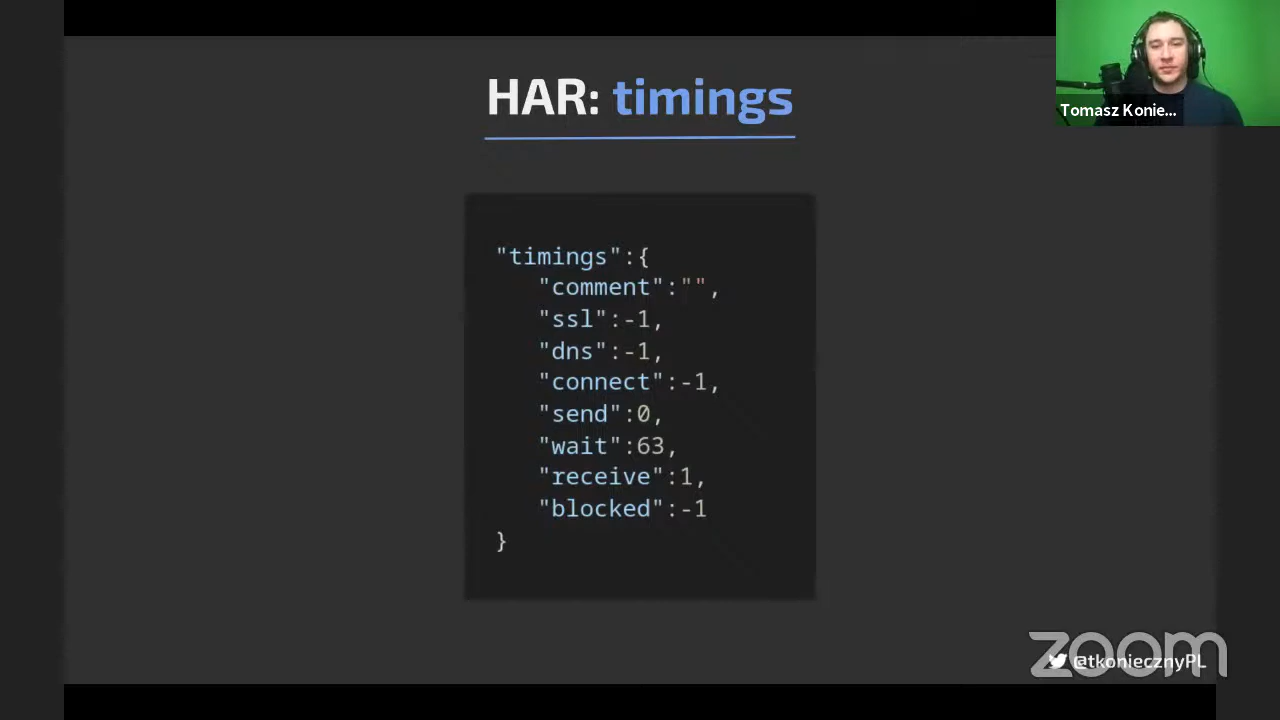 HAR: timings
Tomasz Konie...
"timings":{
"comment":"",
"ssl":-1,
"dns":-1,
"connect":-1,
"send":0,
"wait":63,
"receive":1,
"blocked":-1
}
zoom
@tkoniecznyPL